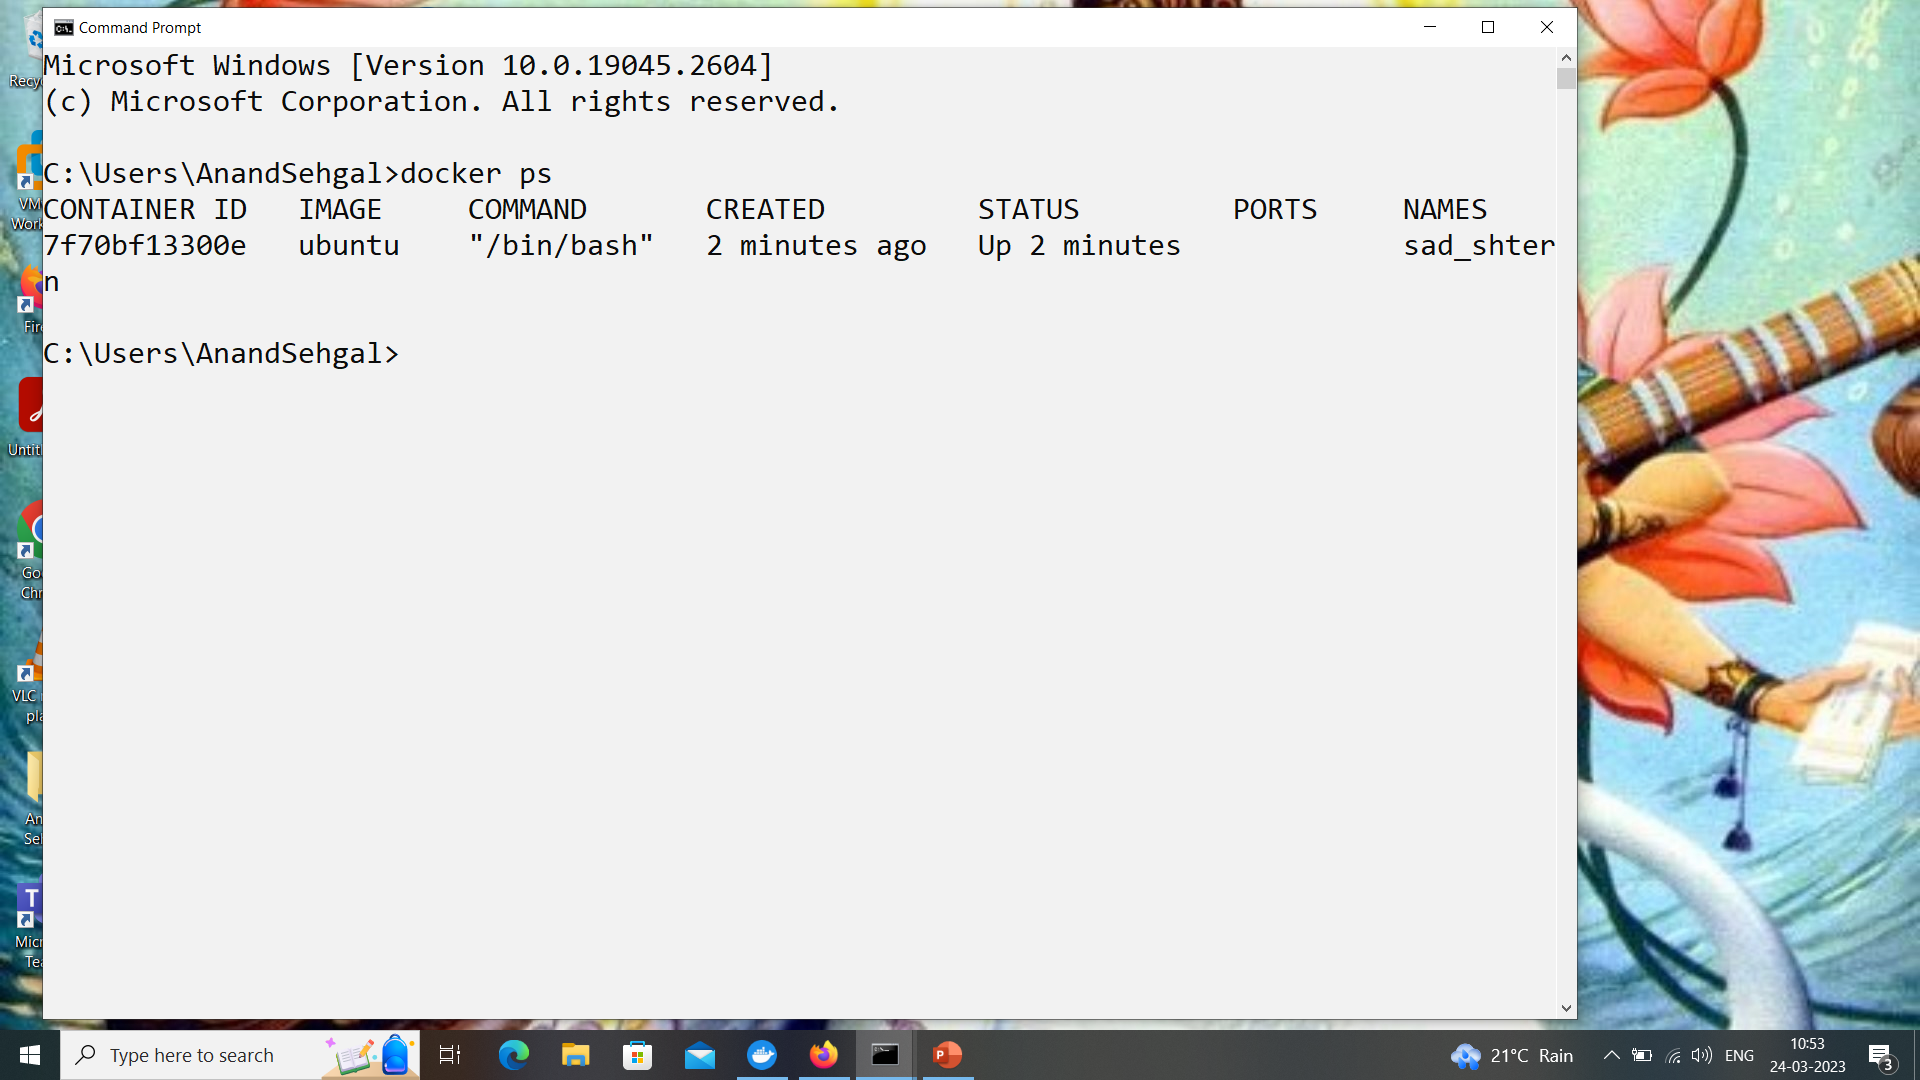 Command Prompt
Microsoft Windows [Version 10.0.19045.2604]
(c) Microsoft Corporation. All rights reserved.
C:\Users\AnandSehgal>docker ps
CONTAINER ID   IMAGE     COMMAND       CREATED         STATUS         PORTS     NAMES
7f70bf13300e   ubuntu    "/bin/bash"   2 minutes ago   Up 2 minutes             sad_shter
n
C:\Users\AnandSehgal>
Type here to search
21°C Rain
ENG
10:53
24-03-2023
3